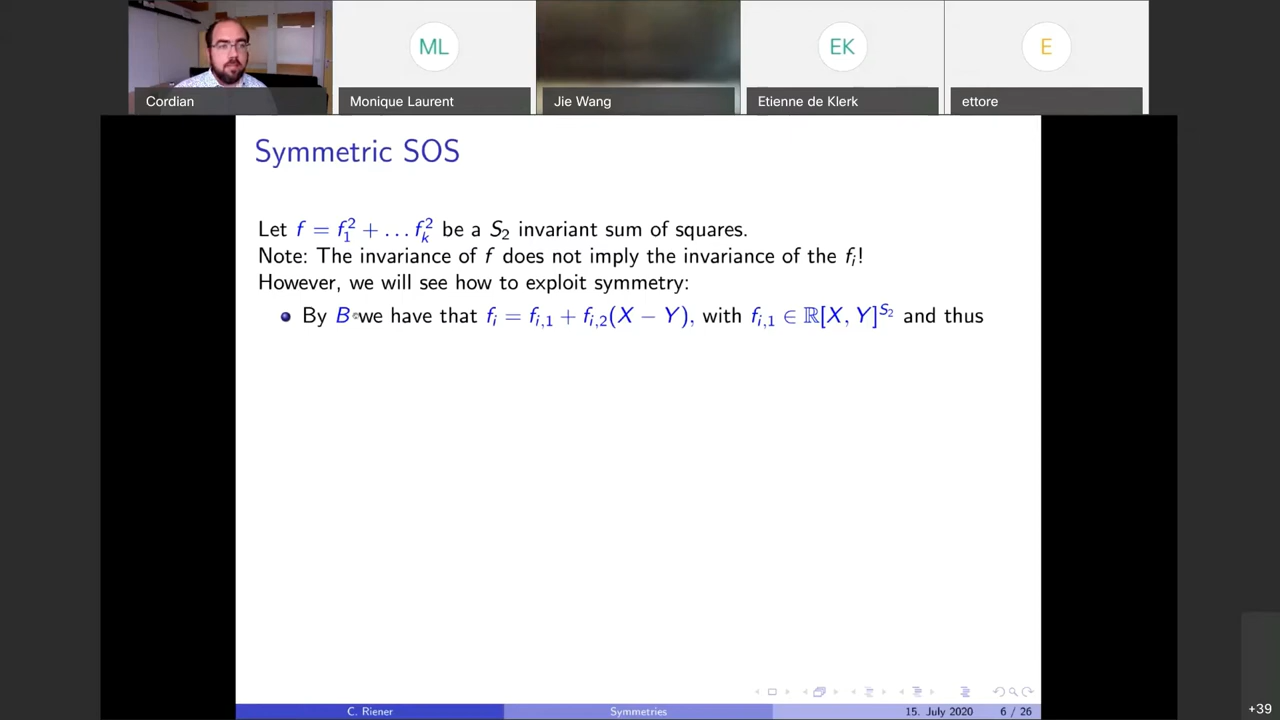 ML
EK
E
Cordian
Monique Laurent
Jie Wang
Etienne de Klerk
ettore
Symmetric SOS
Let f = f₁² + … fₖ² be a S₂ invariant sum of squares.
Note: The invariance of f does not imply the invariance of the fᵢ!
However, we will see how to exploit symmetry:
By B we have that fᵢ = fᵢ,₁ + fᵢ,₂(X − Y), with fᵢ,₁ ∈ ℝ[X, Y]^S₂ and thus
C. Riener
Symmetries
15. July 2020
6 / 26
+39